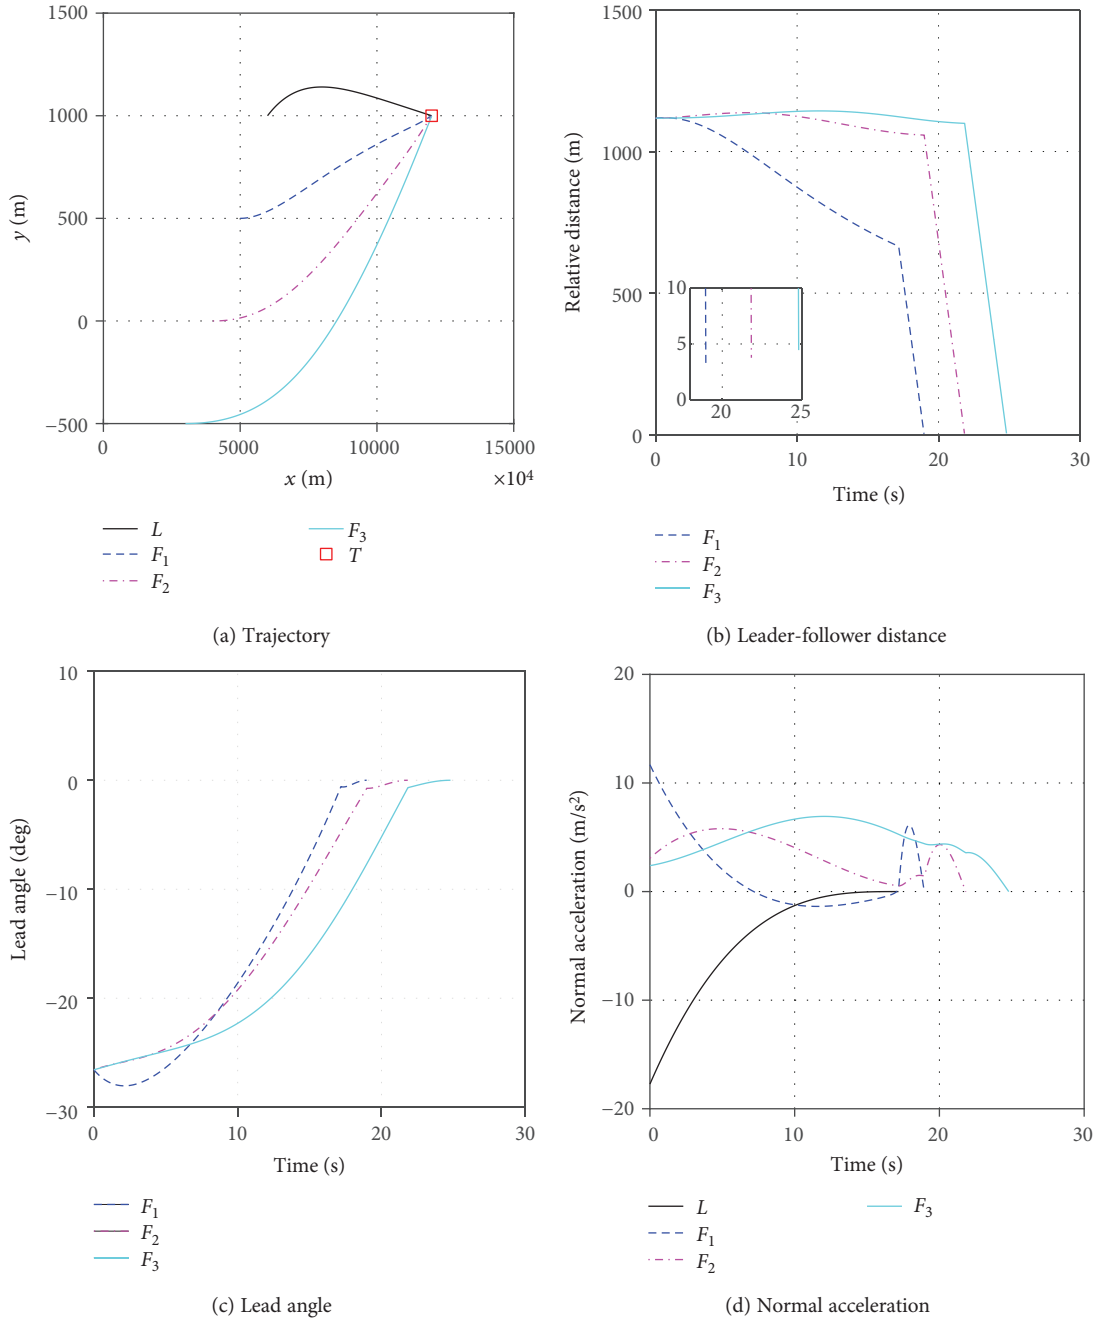 1500
1000
500
0
−500
0
5000
10000
15000
y (m)
x (m)
×10⁴
L
F₁
F₂
F₃
T
(a) Trajectory
1500
1000
500
0
0
10
20
30
Relative distance (m)
Time (s)
10
5
0
20
25
F₁
F₂
F₃
(b) Leader-follower distance
10
0
−10
−20
−30
0
10
20
30
Lead angle (deg)
Time (s)
F₁
F₂
F₃
(c) Lead angle
20
10
0
−10
−20
0
10
20
30
Normal acceleration (m/s²)
Time (s)
L
F₁
F₂
F₃
(d) Normal acceleration